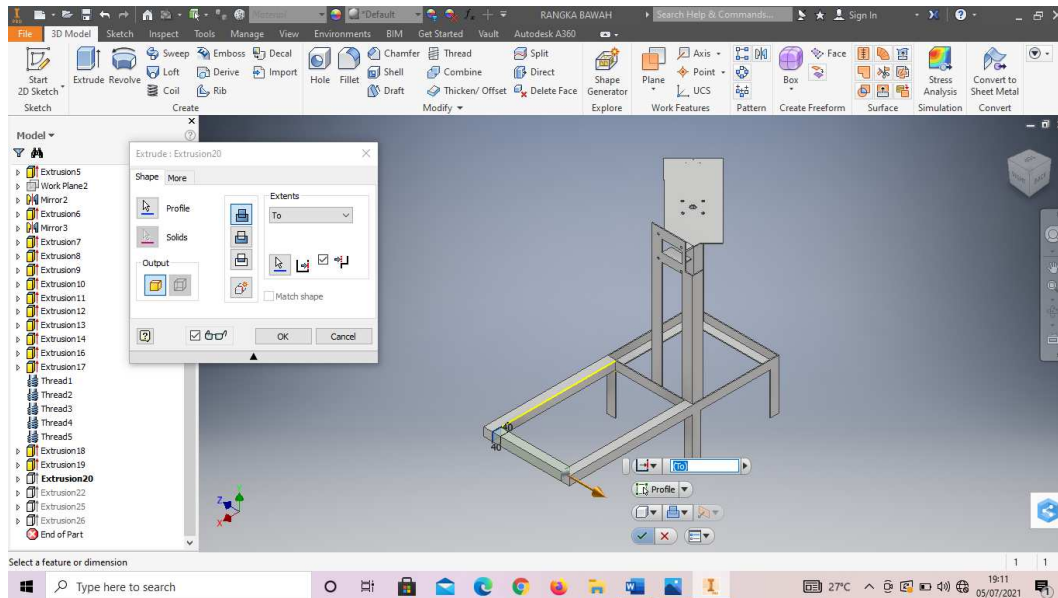 I PRO Material *Default RANGKA BAWAH Search Help & Commands... Sign In
File 3D Model Sketch Inspect Tools Manage View Environments BIM Get Started Vault Autodesk A360
Start 2D Sketch Extrude Revolve Sweep Loft Coil Emboss Derive Rib Decal Import Hole Fillet Chamfer Shell Draft Thread Combine Thicken/ Offset Split Direct Delete Face Shape Generator Plane Axis Point UCS Box Face Stress Analysis Convert to Sheet Metal
Sketch Create Modify Explore Work Features Pattern Create Freeform Surface Simulation Convert
Model
Extrusion5
Work Plane2
Mirror2
Extrusion6
Mirror3
Extrusion7
Extrusion8
Extrusion9
Extrusion10
Extrusion11
Extrusion12
Extrusion13
Extrusion14
Extrusion16
Extrusion17
Thread1
Thread2
Thread3
Thread4
Thread5
Extrusion18
Extrusion19
Extrusion20
Extrusion22
Extrusion25
Extrusion26
End of Part
Extrude : Extrusion20
Shape More
Profile
Solids
Output
Extents
To
Match shape
OK Cancel
40
40
Z Y X
(To)
Profile
Select a feature or dimension 1 1
Type here to search 27°C 19:11
05/07/2021